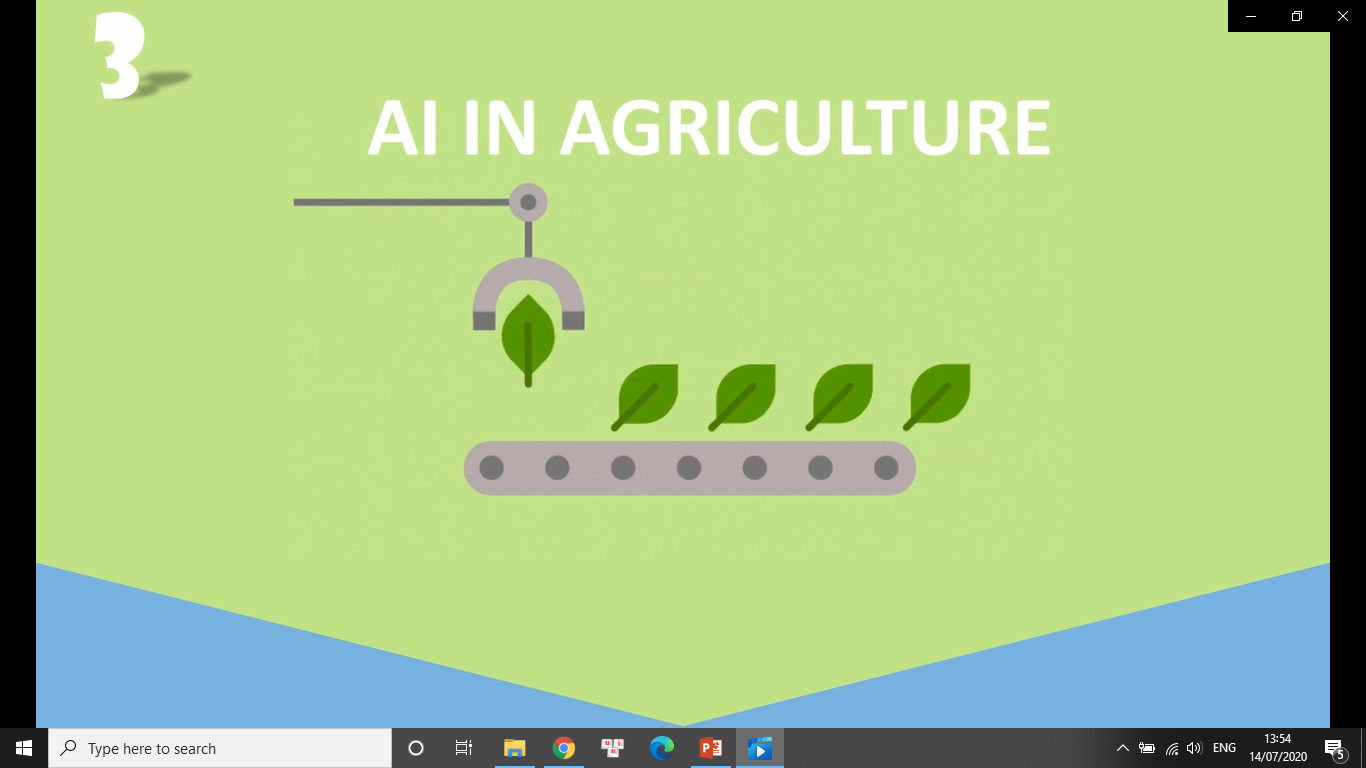 3
AI IN AGRICULTURE
Type here to search
ENG
13:54
14/07/2020
5